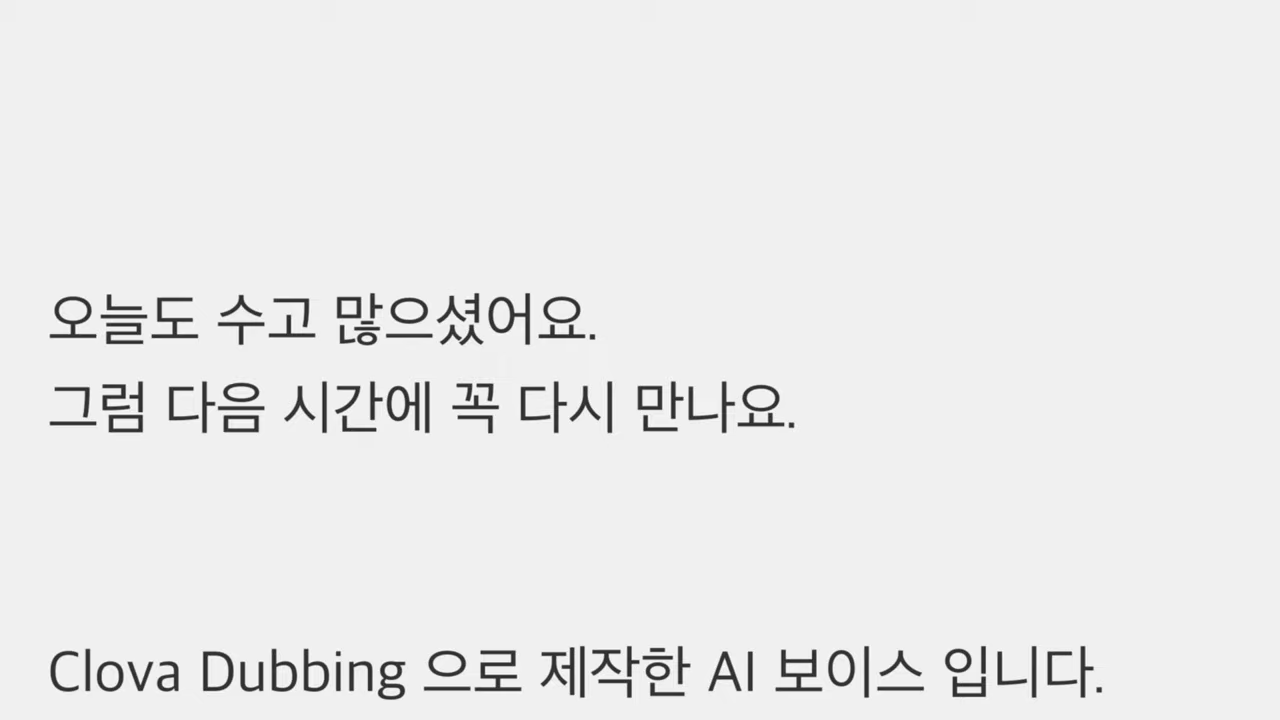 오늘도 수고 많으셨어요.
그럼 다음 시간에 꼭 다시 만나요.
Clova Dubbing 으로 제작한 AI 보이스 입니다.